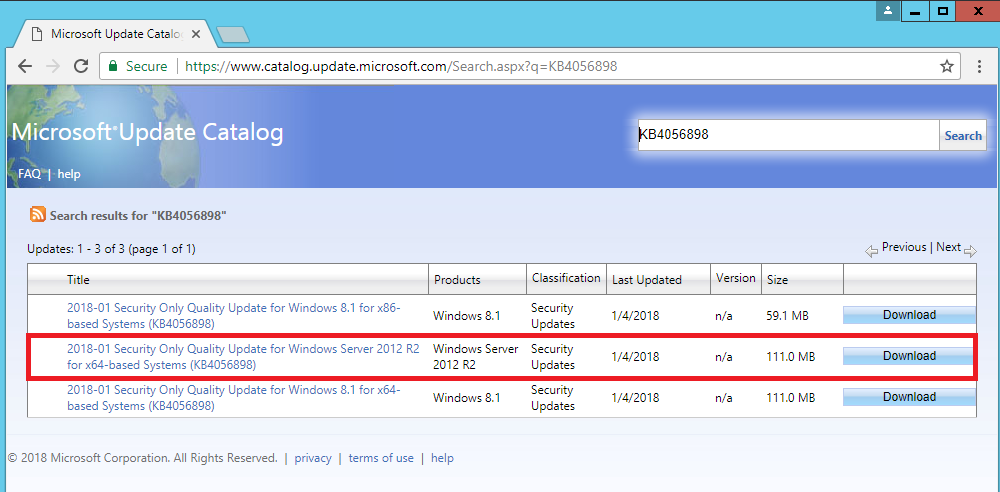 Microsoft Update Catalo
Secure
https://www.catalog.update.microsoft.com/Search.aspx?q=KB4056898
Microsoft® Update Catalog
KB4056898
Search
FAQ | help
Search results for "KB4056898"
Updates: 1 - 3 of 3 (page 1 of 1)
Previous | Next
Title Products Classification Last Updated Version Size
2018-01 Security Only Quality Update for Windows 8.1 for x86-
based Systems (KB4056898)
Windows 8.1
Security
Updates
1/4/2018
n/a
59.1 MB
Download
2018-01 Security Only Quality Update for Windows Server 2012 R2
for x64-based Systems (KB4056898)
Windows Server
2012 R2
Security
Updates
1/4/2018
n/a
111.0 MB
Download
2018-01 Security Only Quality Update for Windows 8.1 for x64-
based Systems (KB4056898)
Windows 8.1
Security
Updates
1/4/2018
n/a
111.0 MB
Download
© 2018 Microsoft Corporation. All Rights Reserved. | privacy | terms of use | help